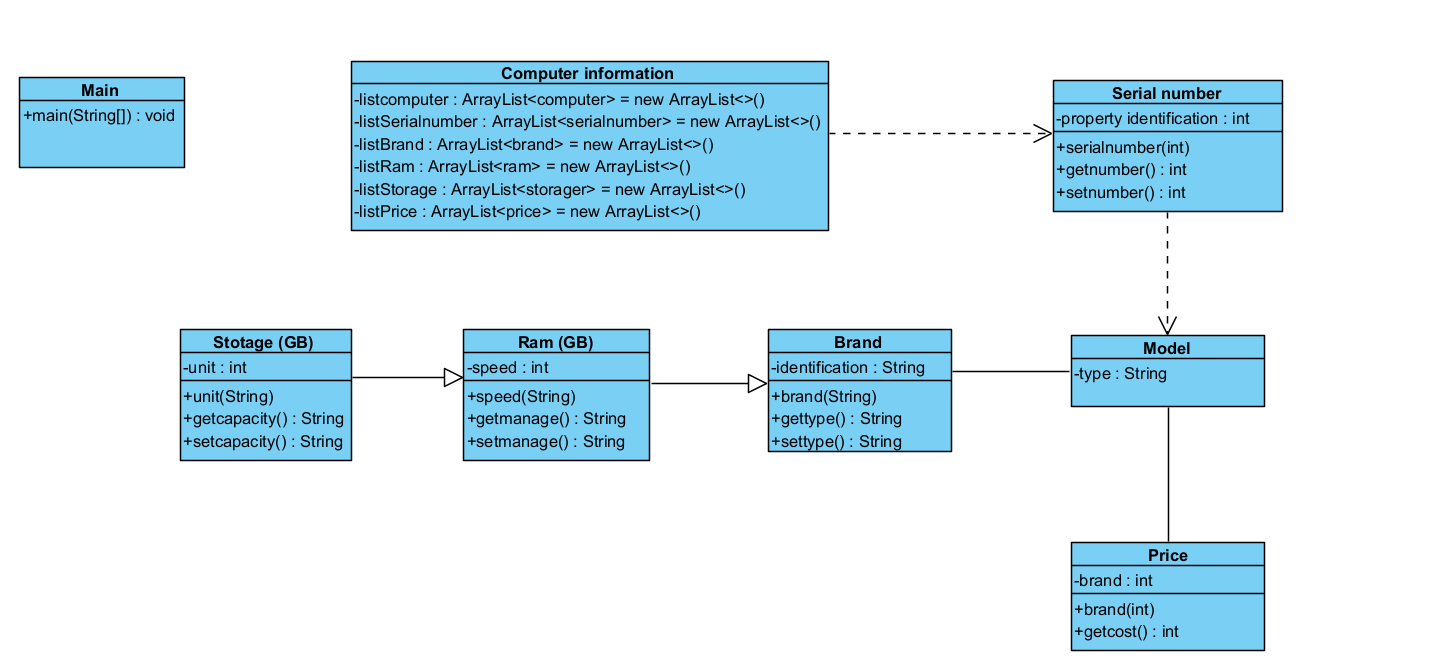 Main
+main(String[]) : void
Computer information
-listcomputer : ArrayList<computer> = new ArrayList<>()
-listSerialnumber : ArrayList<serialnumber> = new ArrayList<>()
-listBrand : ArrayList<brand> = new ArrayList<>()
-listRam : ArrayList<ram> = new ArrayList<>()
-listStorage : ArrayList<storager> = new ArrayList<>()
-listPrice : ArrayList<price> = new ArrayList<>()
Serial number
-property identification : int
+serialnumber(int)
+getnumber() : int
+setnumber() : int
Stotage (GB)
-unit : int
+unit(String)
+getcapacity() : String
+setcapacity() : String
Ram (GB)
-speed : int
+speed(String)
+getmanage() : String
+setmanage() : String
Brand
-identification : String
+brand(String)
+gettype() : String
+settype() : String
Model
-type : String
Price
-brand : int
+brand(int)
+getcost() : int